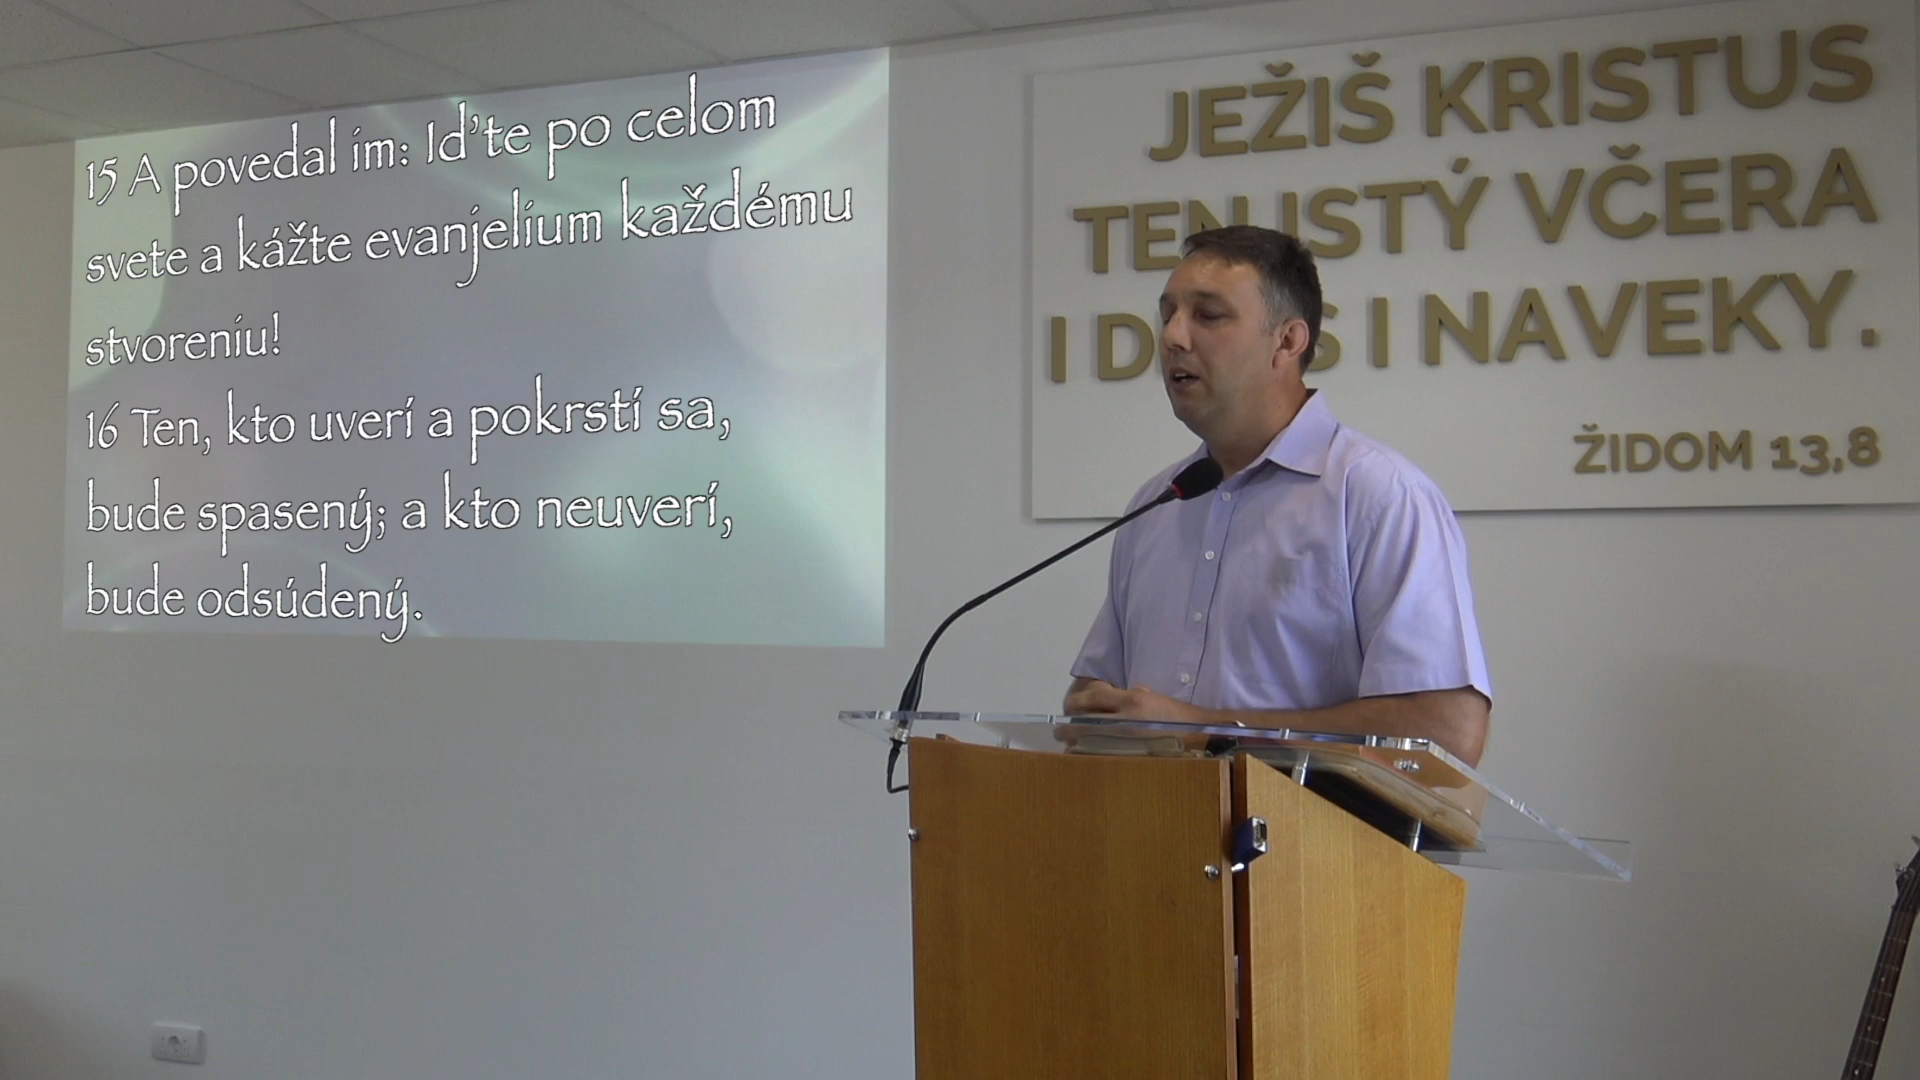 15 A povedal im: Iďte po celom
svete a kážte evanjelium každému
stvoreniu!
16 Ten, kto uverí a pokrstí sa,
bude spasený; a kto neuverí,
bude odsúdený.
JEŽIŠ KRISTUS
TEN ISTÝ VČERA
I I NAVEKY.
ŽIDOM 13,8